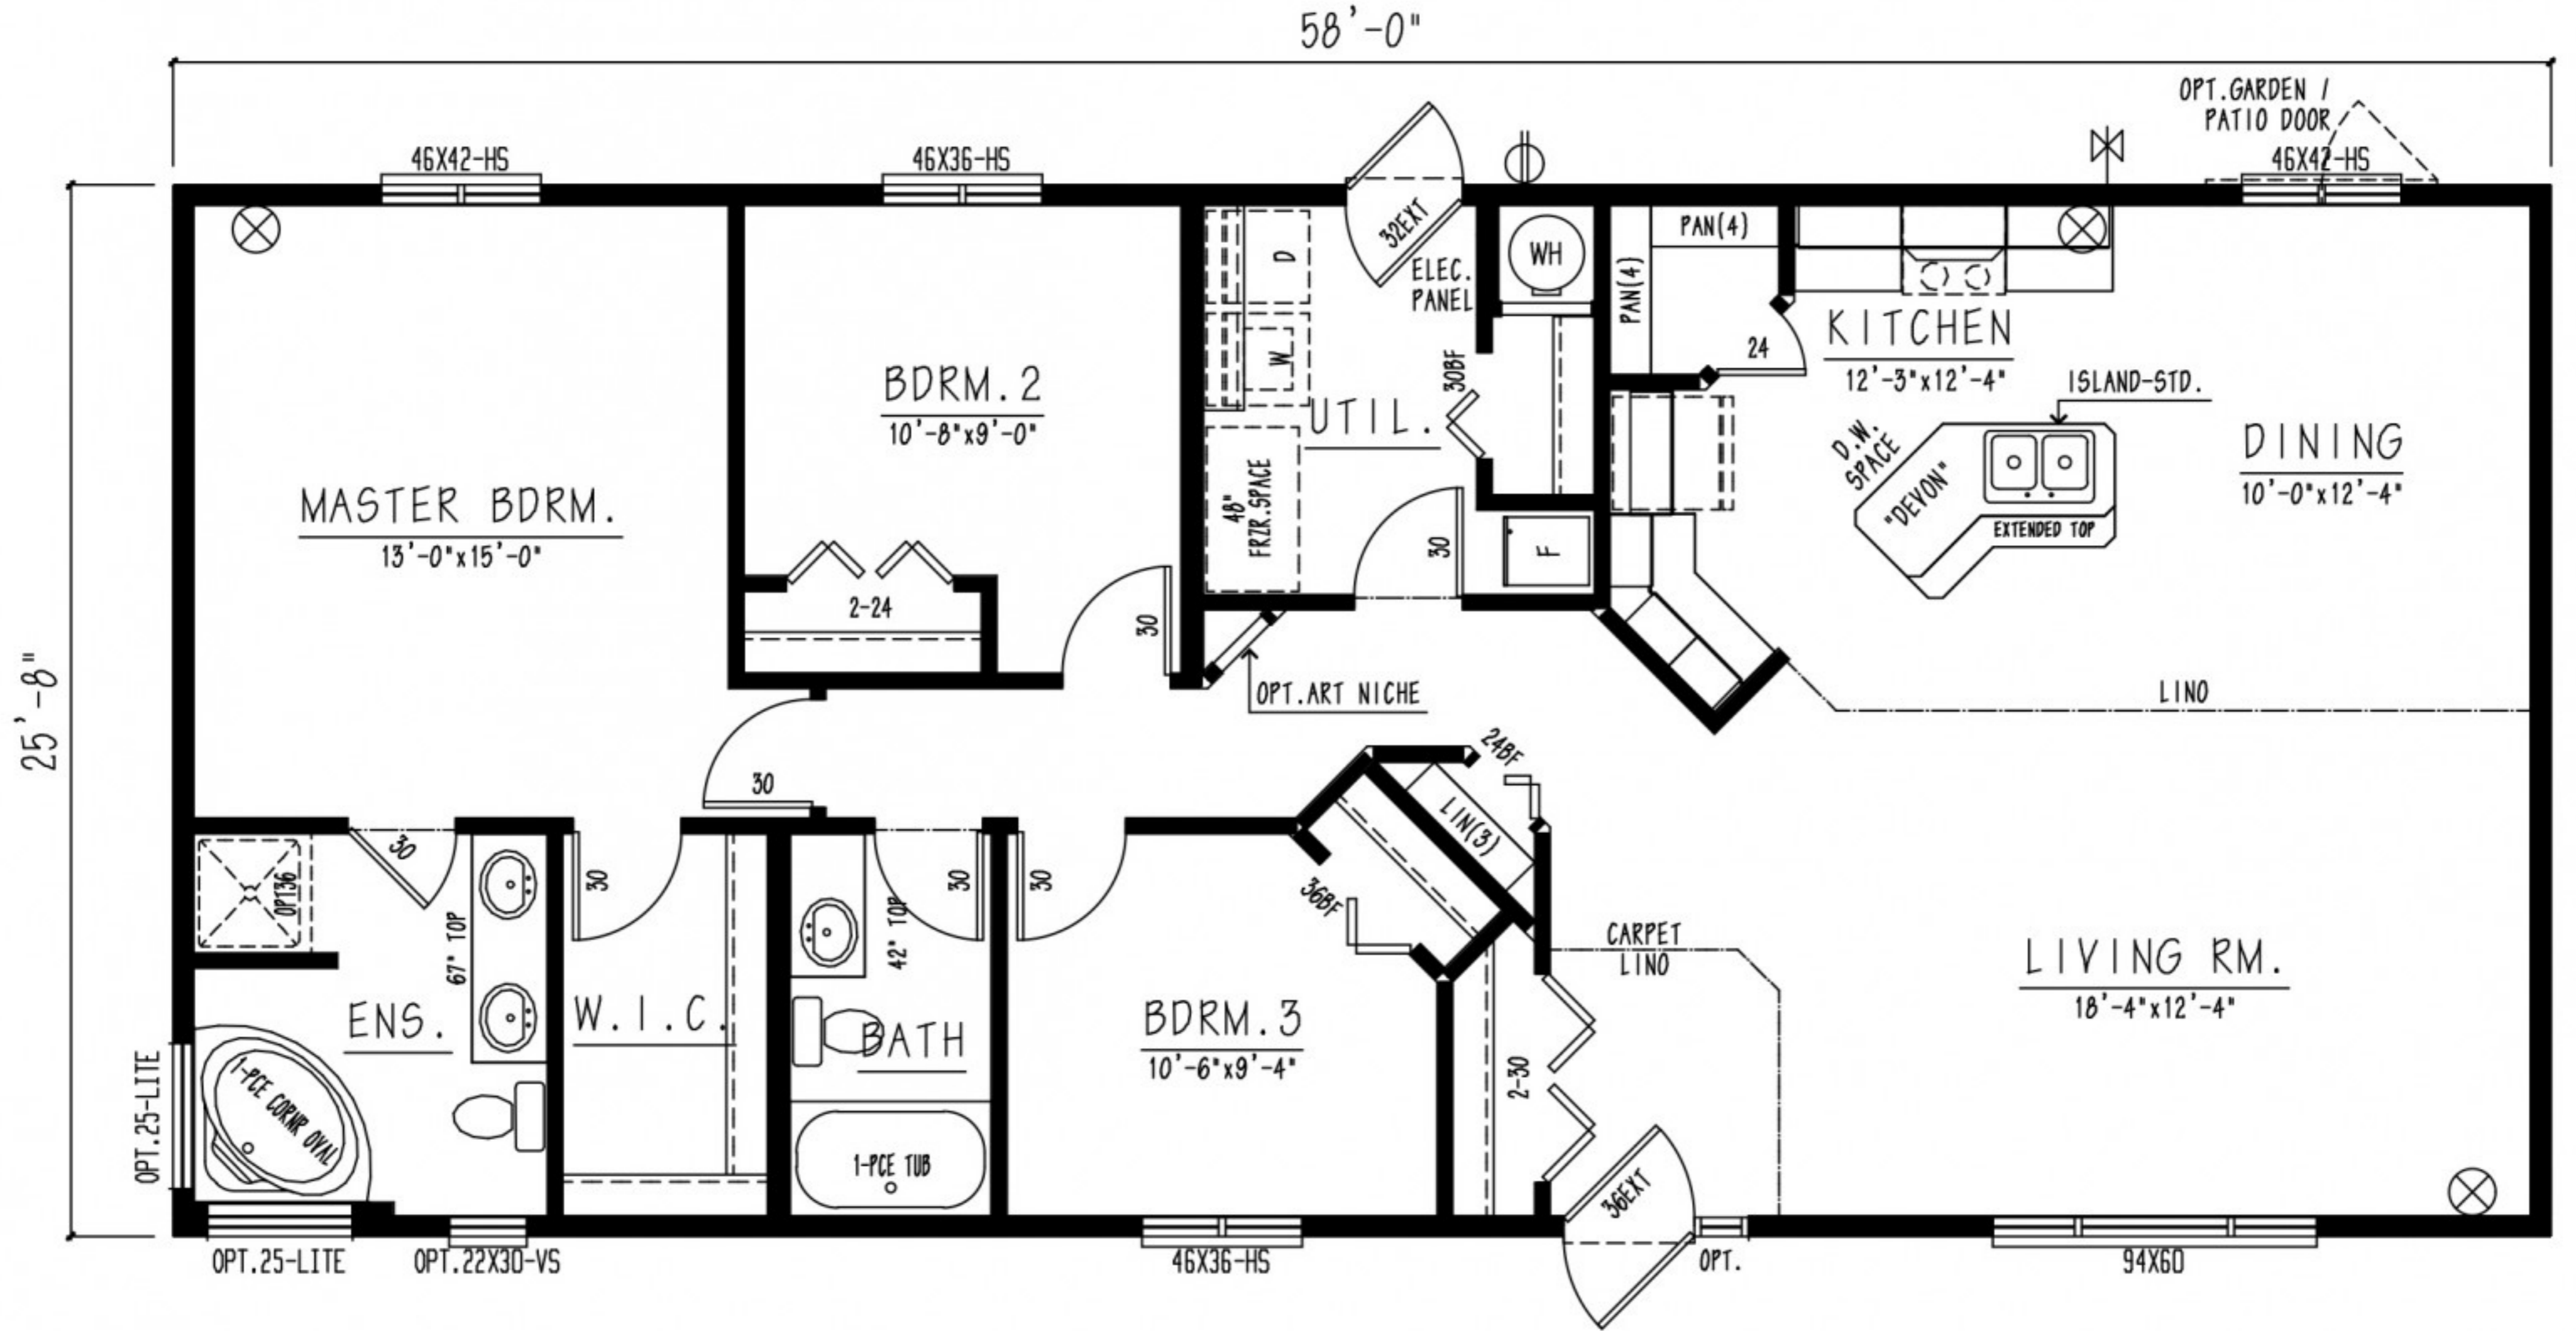 58'-0"
OPT.GARDEN /
PATIO DOOR
46X42-HS
46X36-HS
46X42-HS
25'-8"
MASTER BDRM.
13'-0"x15'-0"
BDRM.2
10'-8"x9'-0"
2-24
30
30
D
W
48"
FRZR.SPACE
UTIL.
32EXT
ELEC.
PANEL
30BF
30
WH
F
OPT.ART NICHE
PAN(4)
PAN(4)
24
KITCHEN
12'-3"x12'-4"
ISLAND-STD.
D.W.
SPACE
"DEVON"
EXTENDED TOP
DINING
10'-0"x12'-4"
LINO
24BF
LIN(3)
36BF
30
OPT36
67" TOP
ENS.
1-PCE CORNR OVAL
30
W.I.C.
30
42" TOP
BATH
1-PCE TUB
30
BDRM.3
10'-6"x9'-4"
2-30
CARPET
LINO
LIVING RM.
18'-4"x12'-4"
36EXT
OPT.25-LITE
OPT.25-LITE
OPT.22X30-VS
46X36-HS
OPT.
94X60